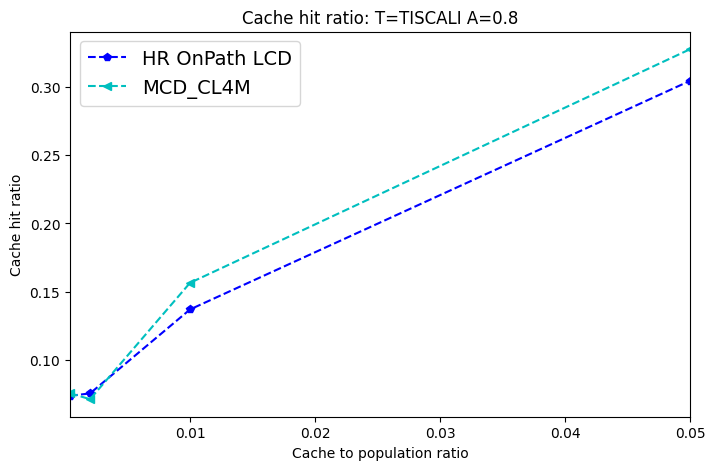 Cache hit ratio: T=TISCALI A=0.8
HR OnPath LCD
MCD_CL4M
Cache hit ratio
0.30
0.25
0.20
0.15
0.10
0.01
0.02
0.03
0.04
0.05
Cache to population ratio